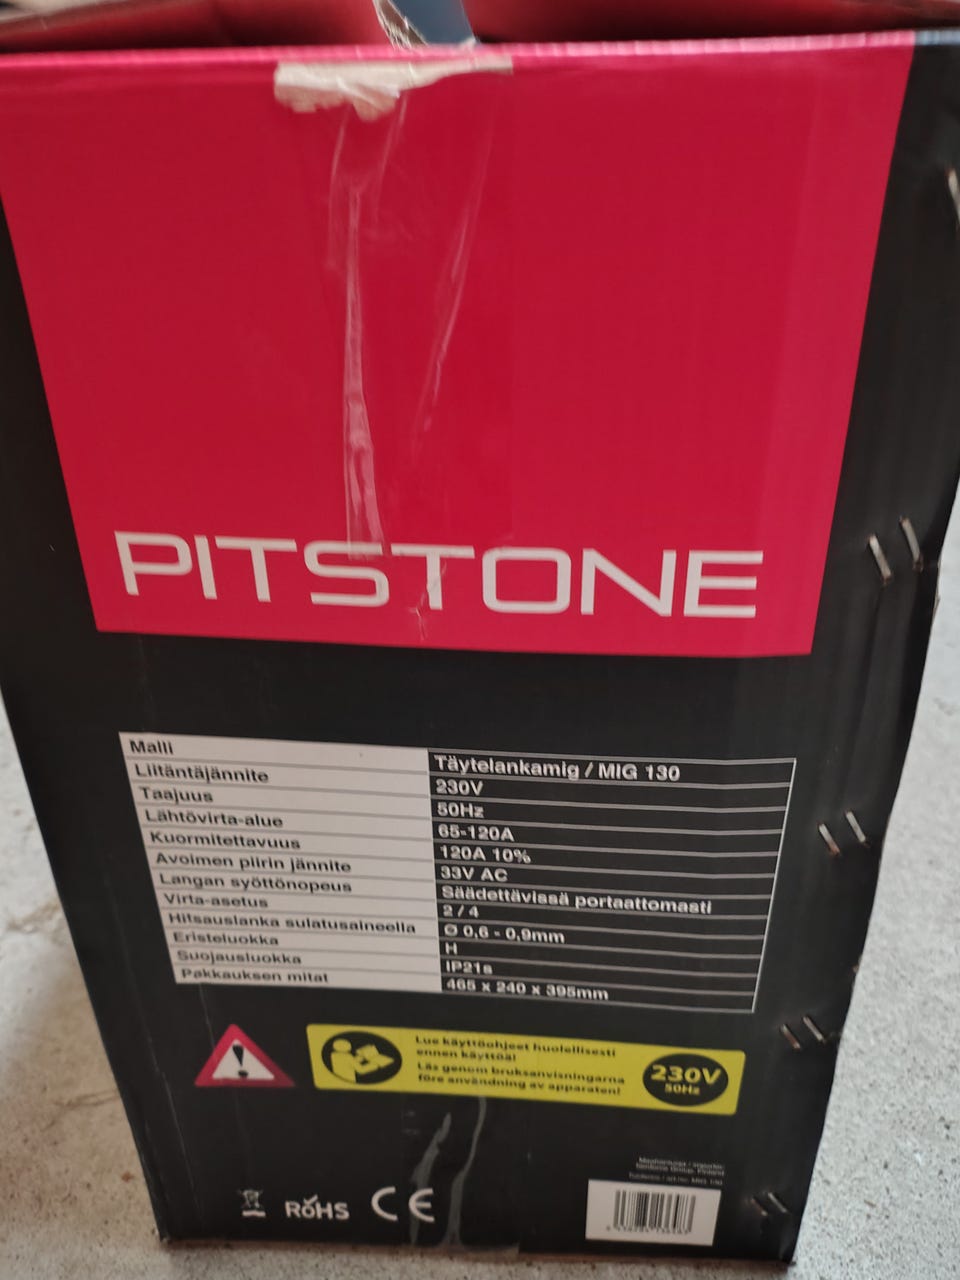 PITSTONE
Malli Täytelankamig / MIG 130
Liitäntäjännite 230V
Taajuus 50Hz
Lähtövirta-alue 65-120A
Kuormitettavuus 120A 10%
Avoimen piirin jännite 33V AC
Langan syöttönopeus Säädettävissä portaattomasti
Virta-asetus 2 / 4
Hitsauslanka sulatusaineella Ø 0,6 - 0,9mm
Eristeluokka H
Suojausluokka IP21s
Pakkauksen mitat 465 x 240 x 395mm
Lue käyttöohjeet huolellisesti
ennen käyttöä!
Läs genom bruksanvisningarna
före användning av apparaten!
230V
50Hz
RoHS CE
MIG 130